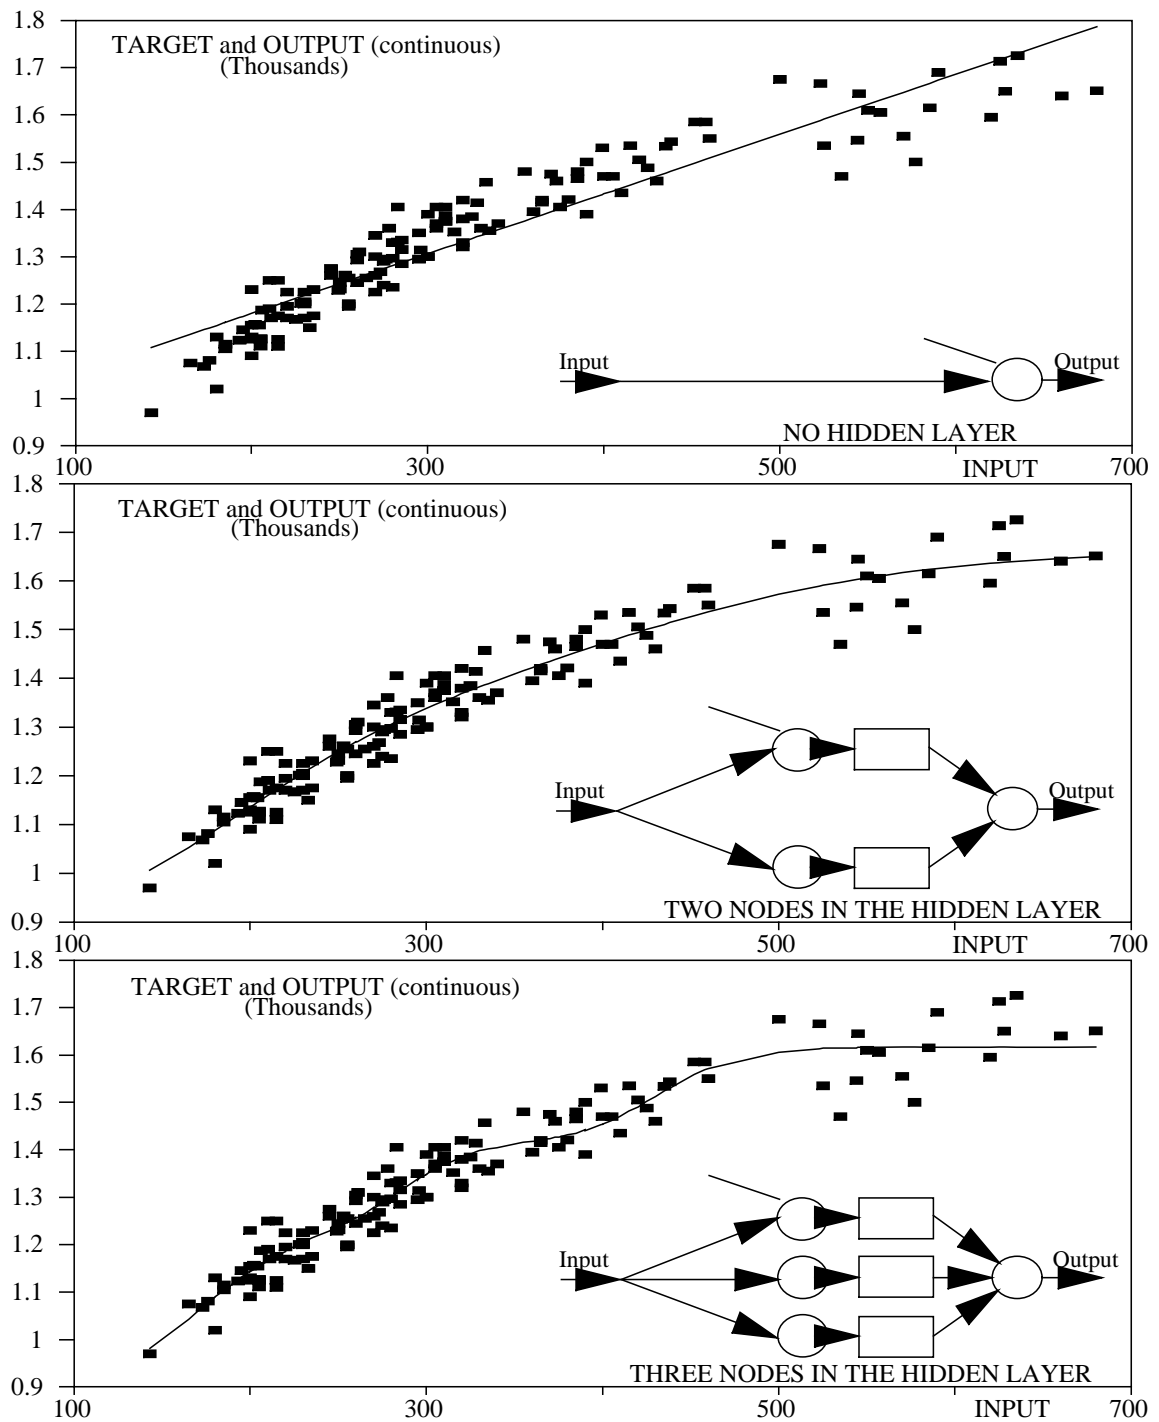 1.8
TARGET and OUTPUT (continuous)
(Thousands)
1.7
1.6
1.5
1.4
1.3
1.2
1.1
Input
Output
1
NO HIDDEN LAYER
0.9
100
300
500
INPUT
700
1.8
TARGET and OUTPUT (continuous)
(Thousands)
1.7
1.6
1.5
1.4
1.3
1.2
1.1
Input
Output
1
TWO NODES IN THE HIDDEN LAYER
0.9
100
300
500
INPUT
700
1.8
TARGET and OUTPUT (continuous)
(Thousands)
1.7
1.6
1.5
1.4
1.3
1.2
1.1
Input
Output
1
THREE NODES IN THE HIDDEN LAYER
0.9
100
300
500
INPUT
700